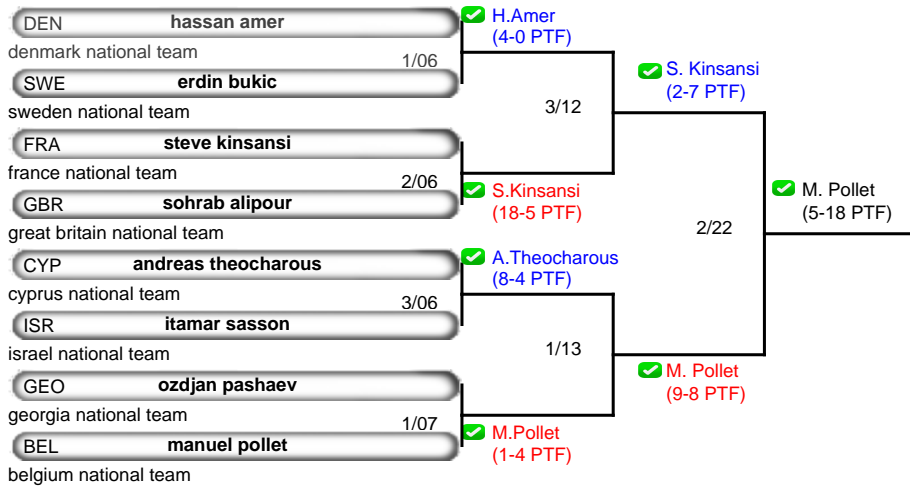 DEN hassan amer
denmark national team
1/06
SWE erdin bukic
sweden national team
FRA steve kinsansi
france national team
2/06
GBR sohrab alipour
great britain national team
CYP andreas theocharous
cyprus national team
3/06
ISR itamar sasson
israel national team
GEO ozdjan pashaev
georgia national team
1/07
BEL manuel pollet
belgium national team
H.Amer
(4-0 PTF)
3/12
S.Kinsansi
(18-5 PTF)
A.Theocharous
(8-4 PTF)
1/13
M.Pollet
(1-4 PTF)
S. Kinsansi
(2-7 PTF)
2/22
M. Pollet
(9-8 PTF)
M. Pollet
(5-18 PTF)